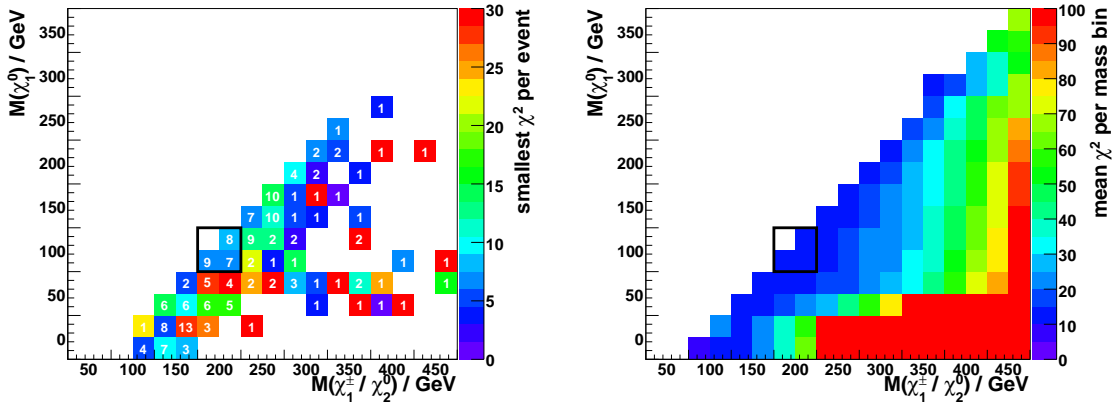 M(χ̃₁⁰) / GeV
350
300
250
200
150
100
50
0
1
1
2 2 1 1
4 2 1
10 1 1 1
7 10 1 1 1
8 9 2 2 2
9 7 2 1 1 1 1
2 5 4 2 2 3 1 1 2 1 1
6 6 6 5 1 1 1 1
1 8 13 3 1
4 7 3
50 100 150 200 250 300 350 400 450
M(χ₁± / χ₂⁰) / GeV
30
25
20
15
10
5
0
smallest χ² per event
M(χ₁⁰) / GeV
350
300
250
200
150
100
50
0
50 100 150 200 250 300 350 400 450
M(χ₁± / χ₂⁰) / GeV
100
90
80
70
60
50
40
30
20
10
0
mean χ² per mass bin